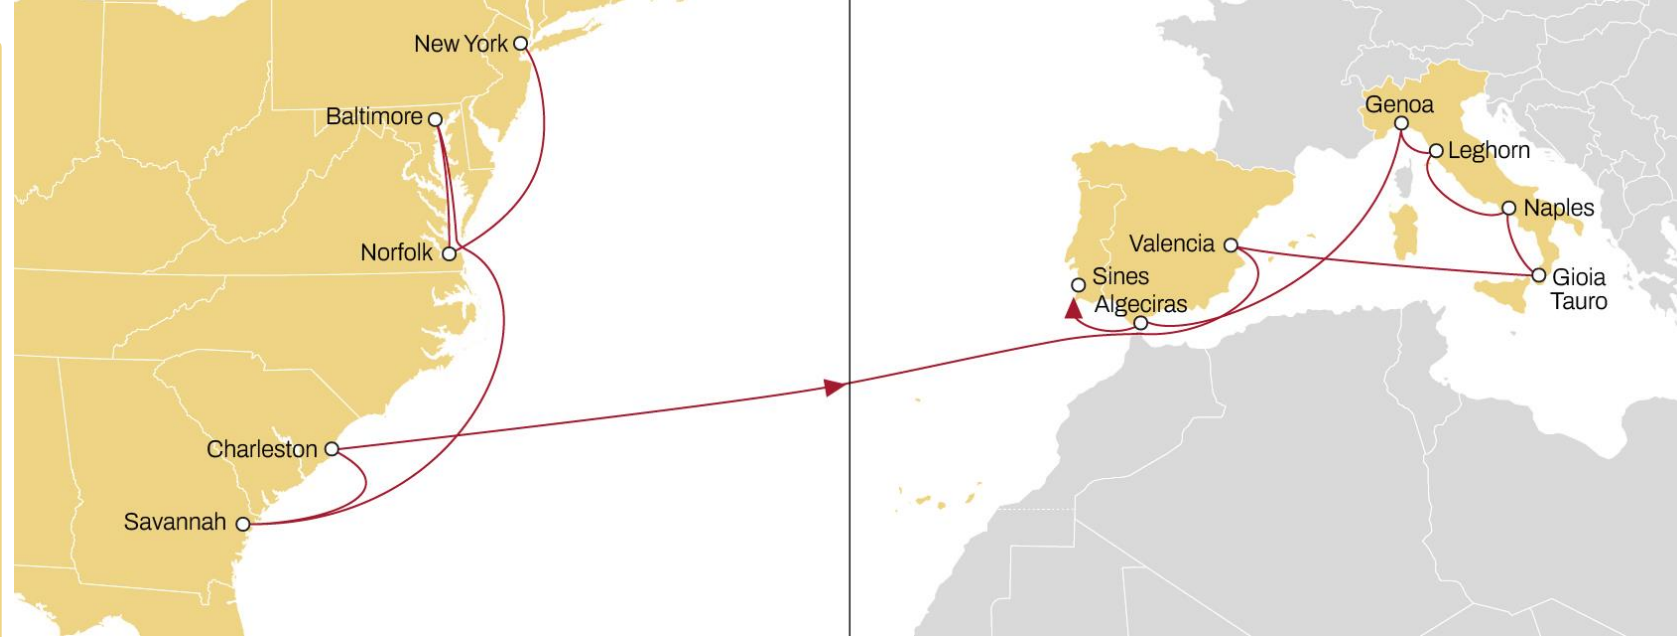 New York
Baltimore
Norfolk
Charleston
Savannah
Genoa
Leghorn
Naples
Valencia
Sines
Algeciras
Gioia
Tauro